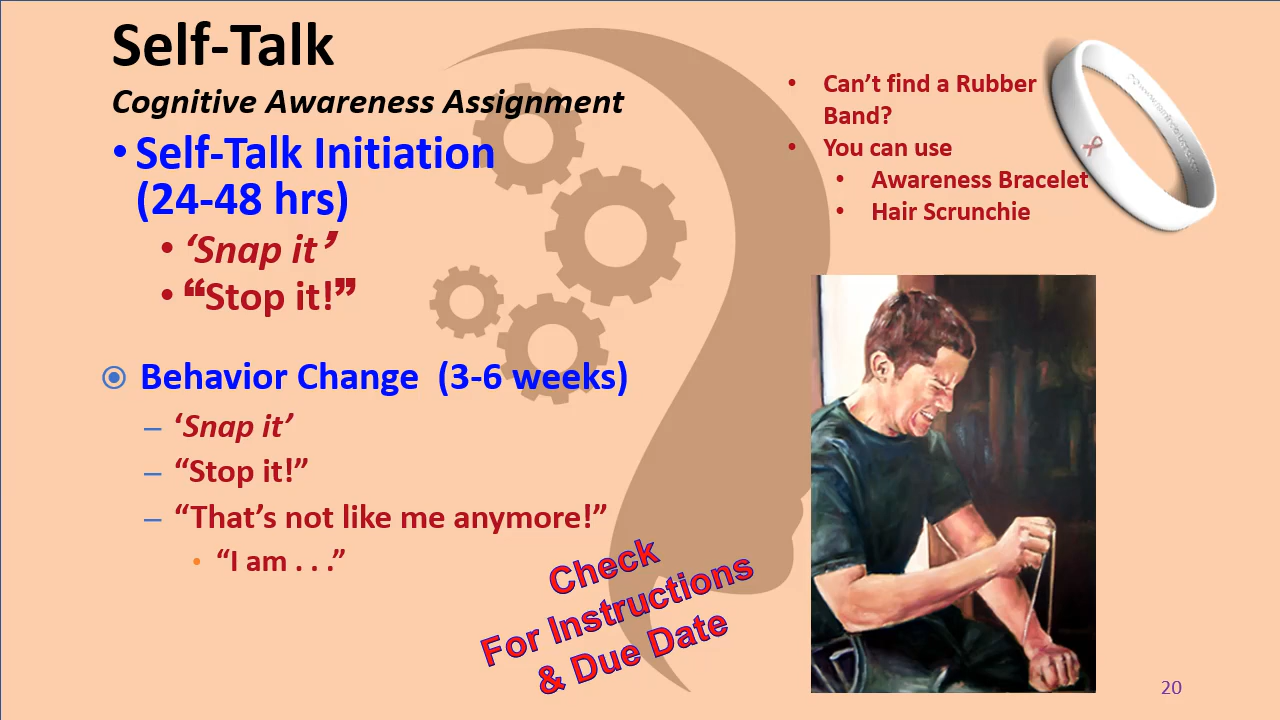 Self-Talk
Cognitive Awareness Assignment
• Self-Talk Initiation
(24-48 hrs)
• ‘Snap it’
• “Stop it!”
Behavior Change (3-6 weeks)
– ‘Snap it’
– “Stop it!”
– “That’s not like me anymore!”
• “I am . . .”
• Can’t find a Rubber
Band?
• You can use
• Awareness Bracelet
• Hair Scrunchie
Check
For Instructions
& Due Date
20